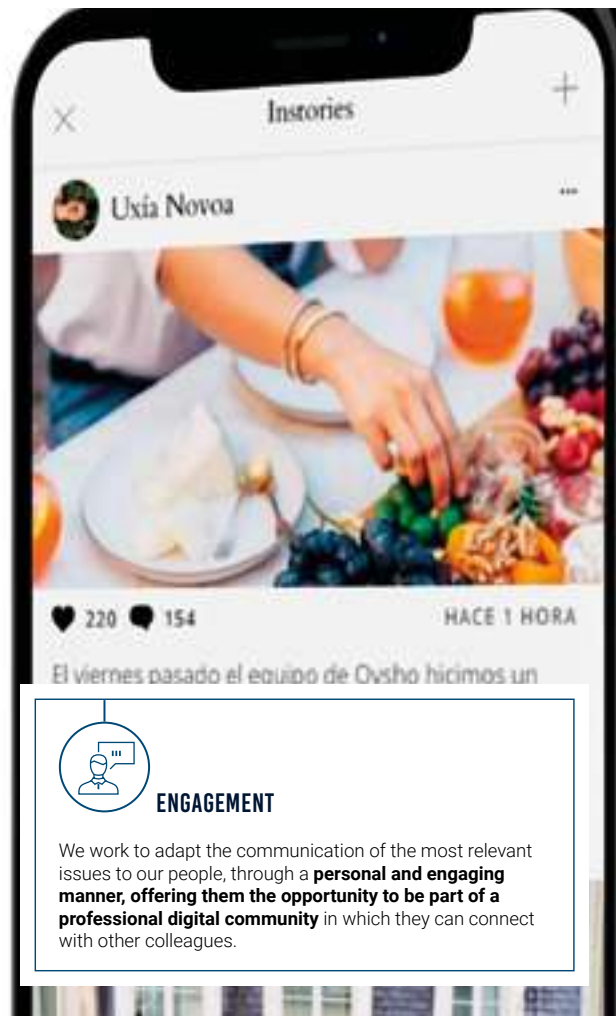 Instories
Uxía Novoa
220 154 HACE 1 HORA
El viernes pasado el equipo de Oysho hicimos un
ENGAGEMENT
We work to adapt the communication of the most relevant
issues to our people, through a personal and engaging
manner, offering them the opportunity to be part of a
professional digital community in which they can connect
with other colleagues.